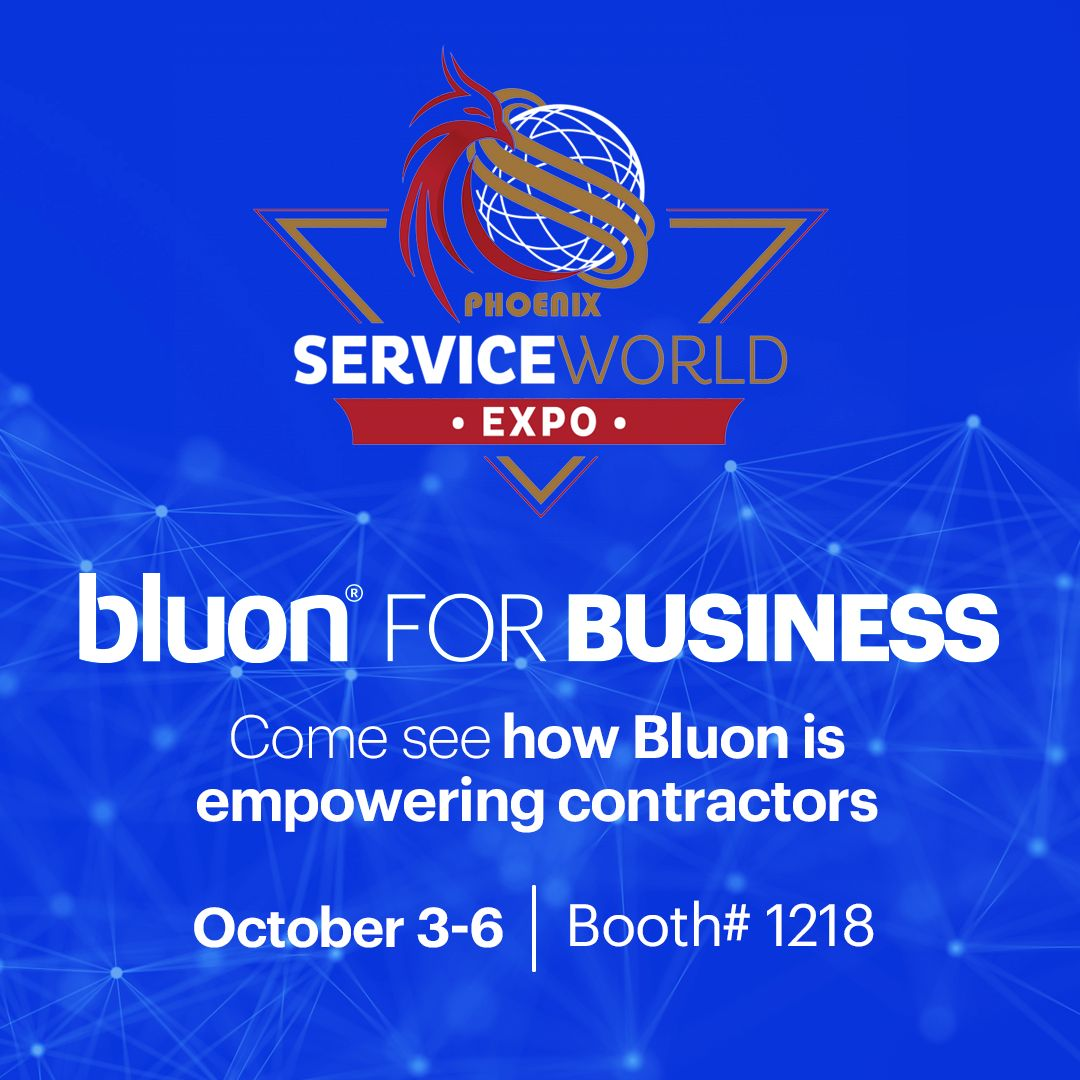 PHOENIX
SERVICEWORLD
• EXPO •
bluon® FOR BUSINESS
Come see how Bluon is
empowering contractors
October 3-6 | Booth# 1218